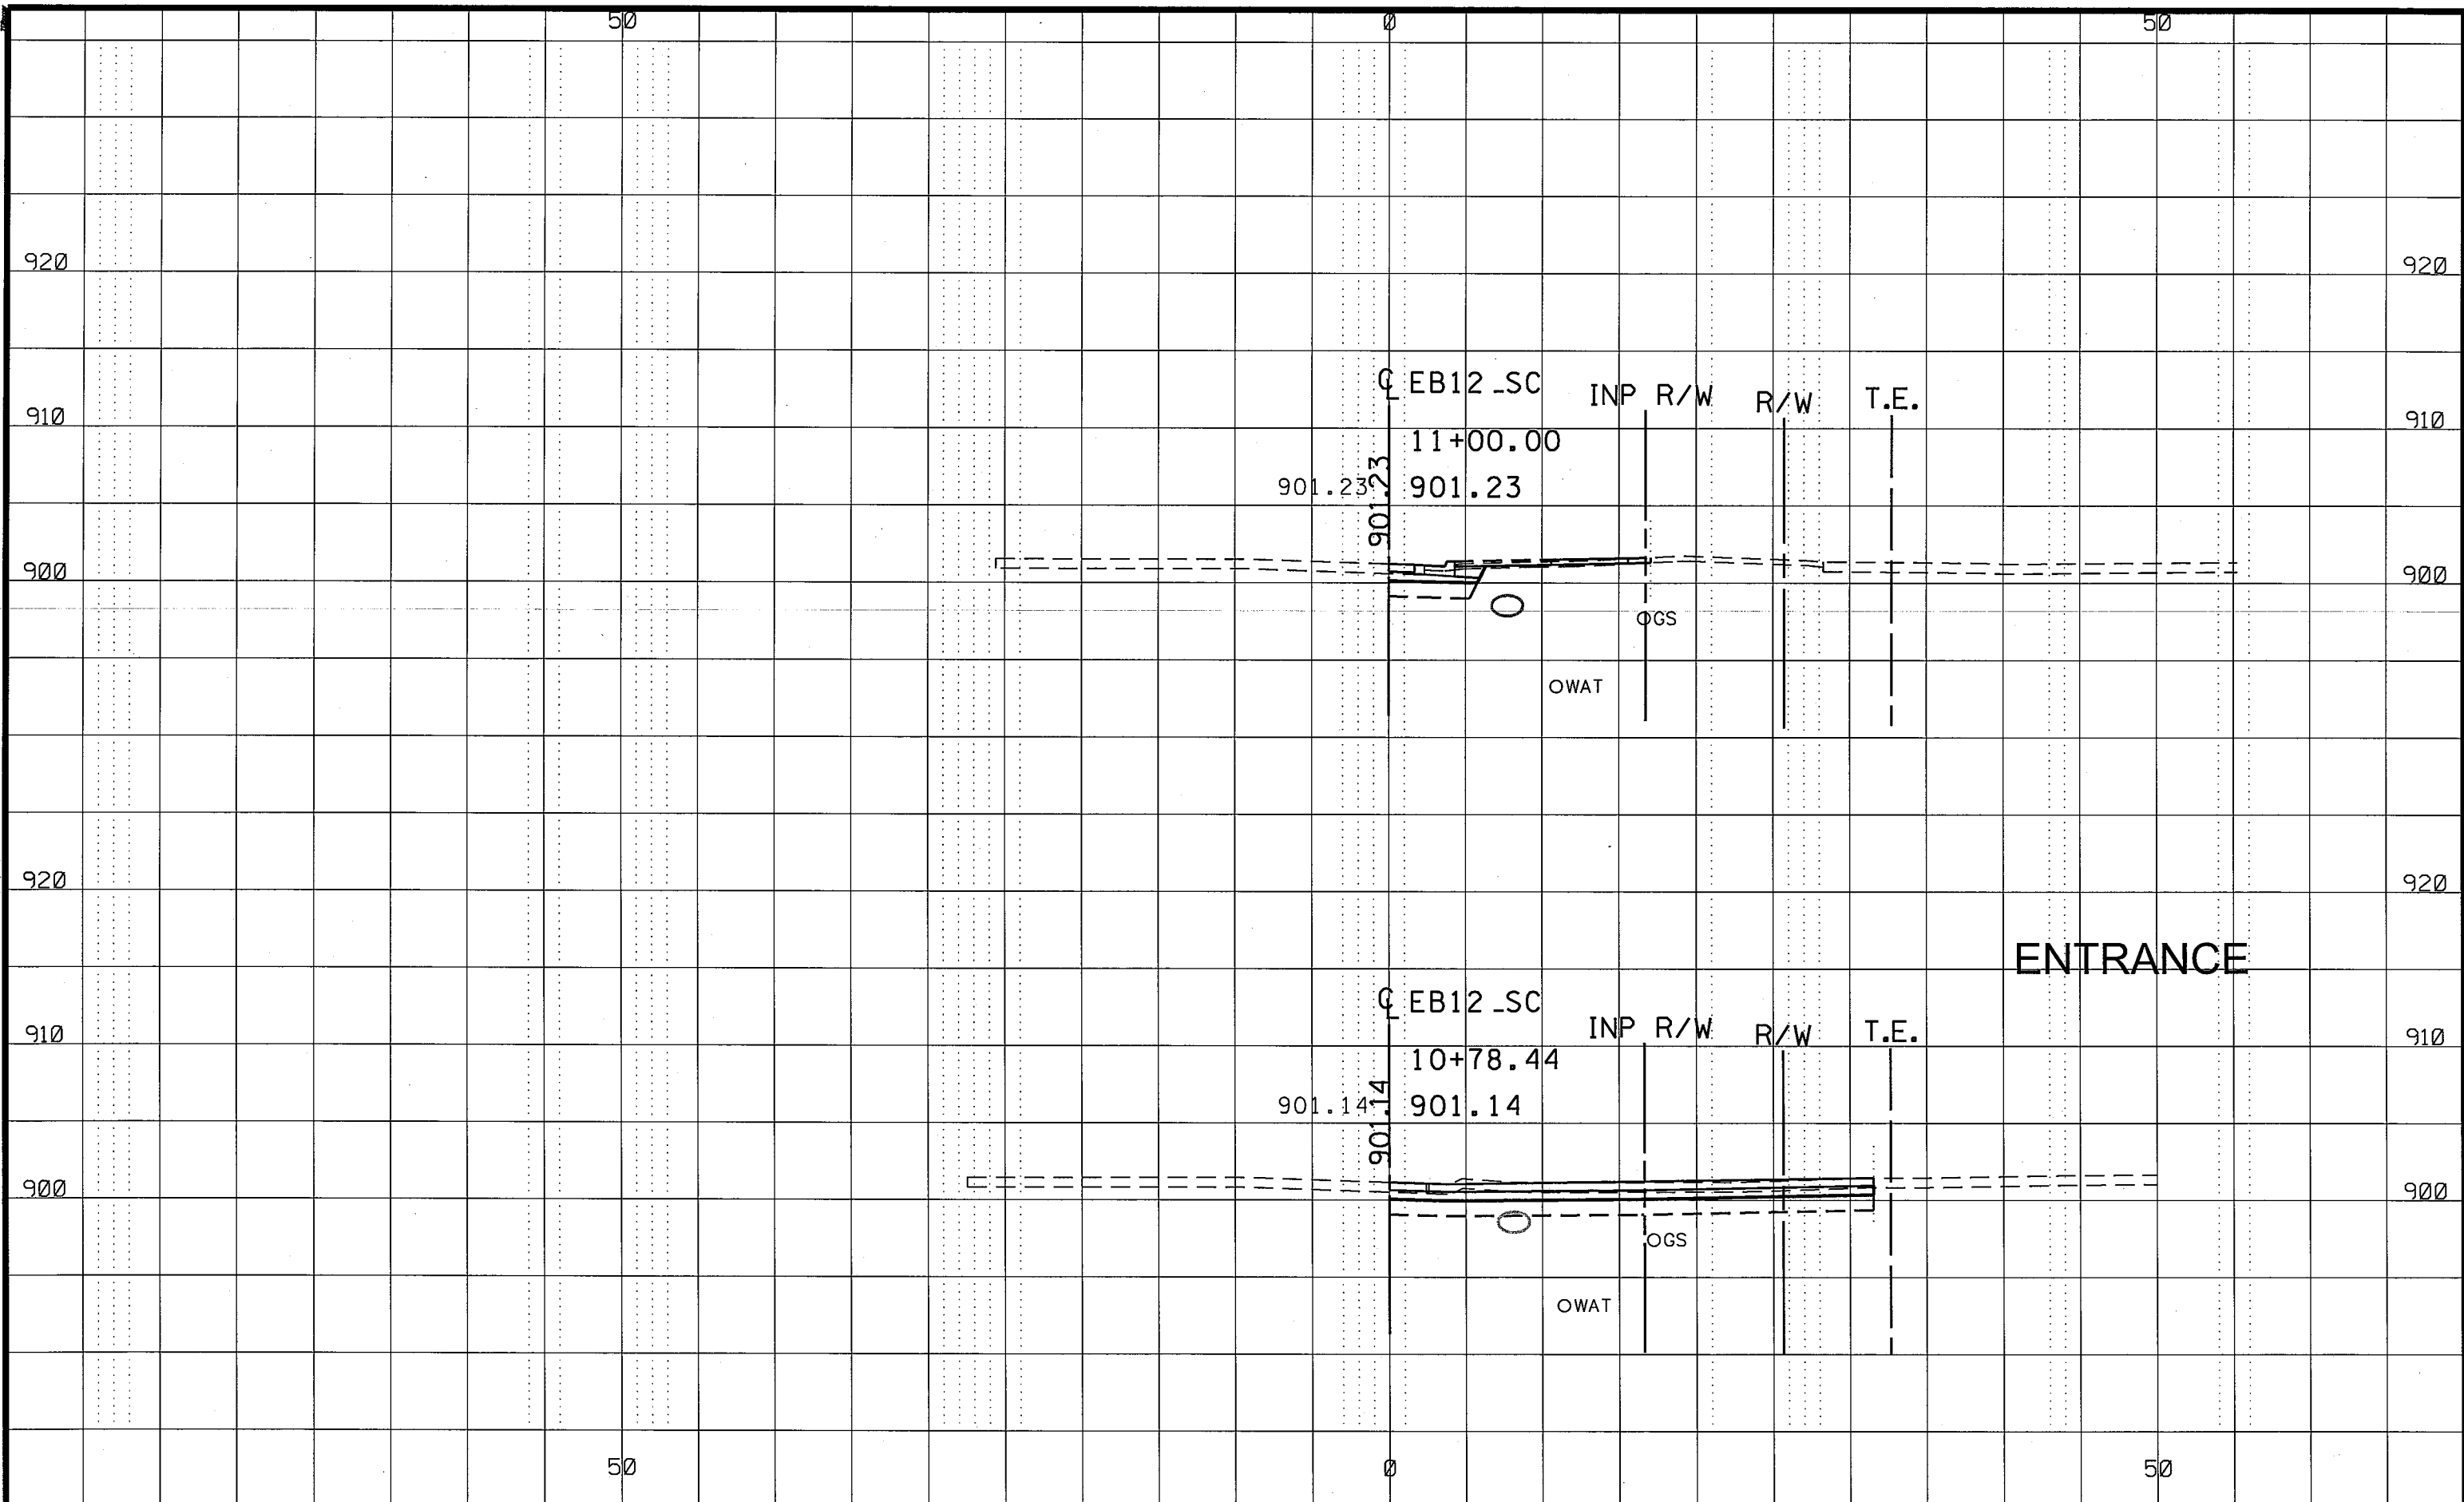 50 0 50
920 920
℄ EB12_SC INP R/W R/W T.E.
910 910
11+00.00
901.23 901.23 901.23
900 900
OGS
OWAT
920 920
ENTRANCE
℄ EB12_SC INP R/W R/W T.E.
910 910
10+78.44
901.14 901.14 901.14
900 900
OGS
OWAT
50 0 50